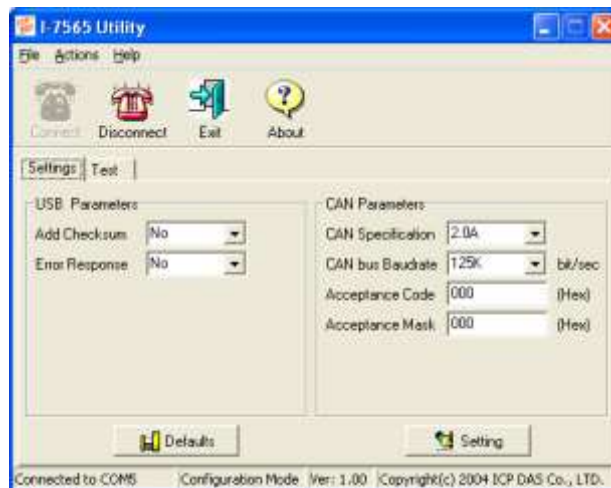 I-7565 Utility
File Actions Help
Connect Disconnect Exit About
Settings Test
USB Parameters
Add Checksum No
Error Response No
CAN Parameters
CAN Specification 2.0A
CAN bus Baudrate 125K bit/sec
Acceptance Code 000 (Hex)
Acceptance Mask 000 (Hex)
Defaults Setting
Connected to COM5 Configuration Mode Ver: 1.00 Copyright(c) 2004 ICP DAS Co., LTD.